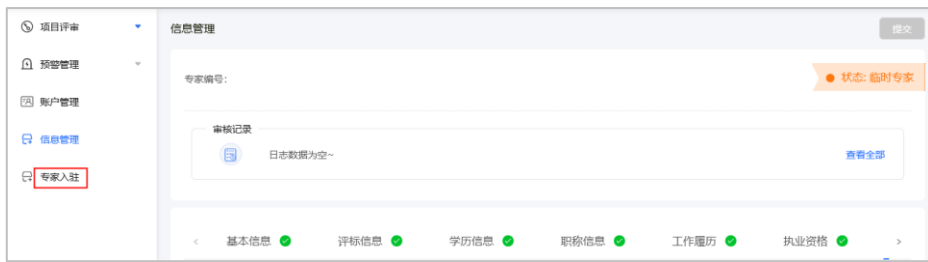 项目评审
预警管理
账户管理
信息管理
专家入驻
信息管理
提交
专家编号：
状态: 临时专家
审核记录
日志数据为空~
查看全部
基本信息
评标信息
学历信息
职称信息
工作履历
执业资格